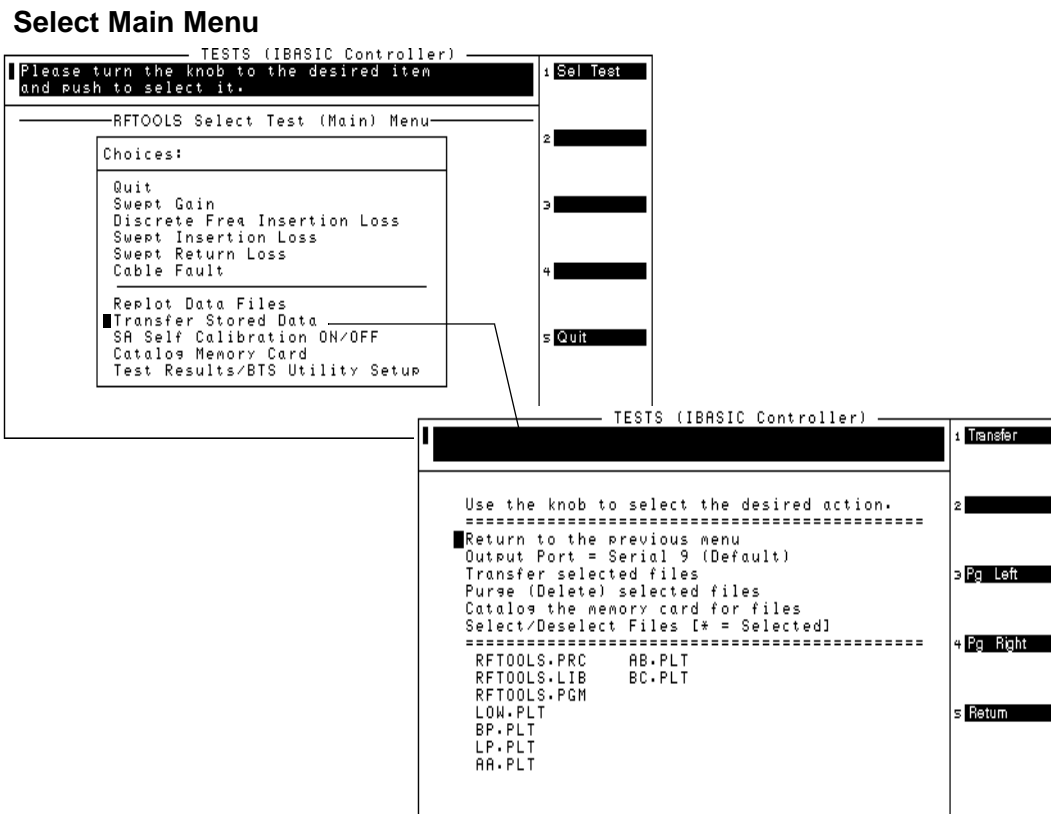 Select Main Menu
TESTS (IBASIC Controller)
Please turn the knob to the desired item
and push to select it.
1 Sel Test
RFTOOLS Select Test (Main) Menu
2
Choices:
Quit
Swept Gain
3
Discrete Freq Insertion Loss
Swept Insertion Loss
Swept Return Loss
Cable Fault
4
Replot Data Files
Transfer Stored Data
SA Self Calibration ON/OFF
5 Quit
Catalog Memory Card
Test Results/BTS Utility Setup
TESTS (IBASIC Controller)
1 Transfer
Use the knob to select the desired action.
2
=============================================
Return to the previous menu
Output Port = Serial 9 (Default)
Transfer selected files
3 Pg Left
Purge (Delete) selected files
Catalog the memory card for files
Select/Deselect Files [* = Selected]
=============================================
4 Pg Right
RFTOOLS.PRC AB.PLT
RFTOOLS.LIB BC.PLT
RFTOOLS.PGM
LOW.PLT
5 Return
BP.PLT
LP.PLT
AA.PLT